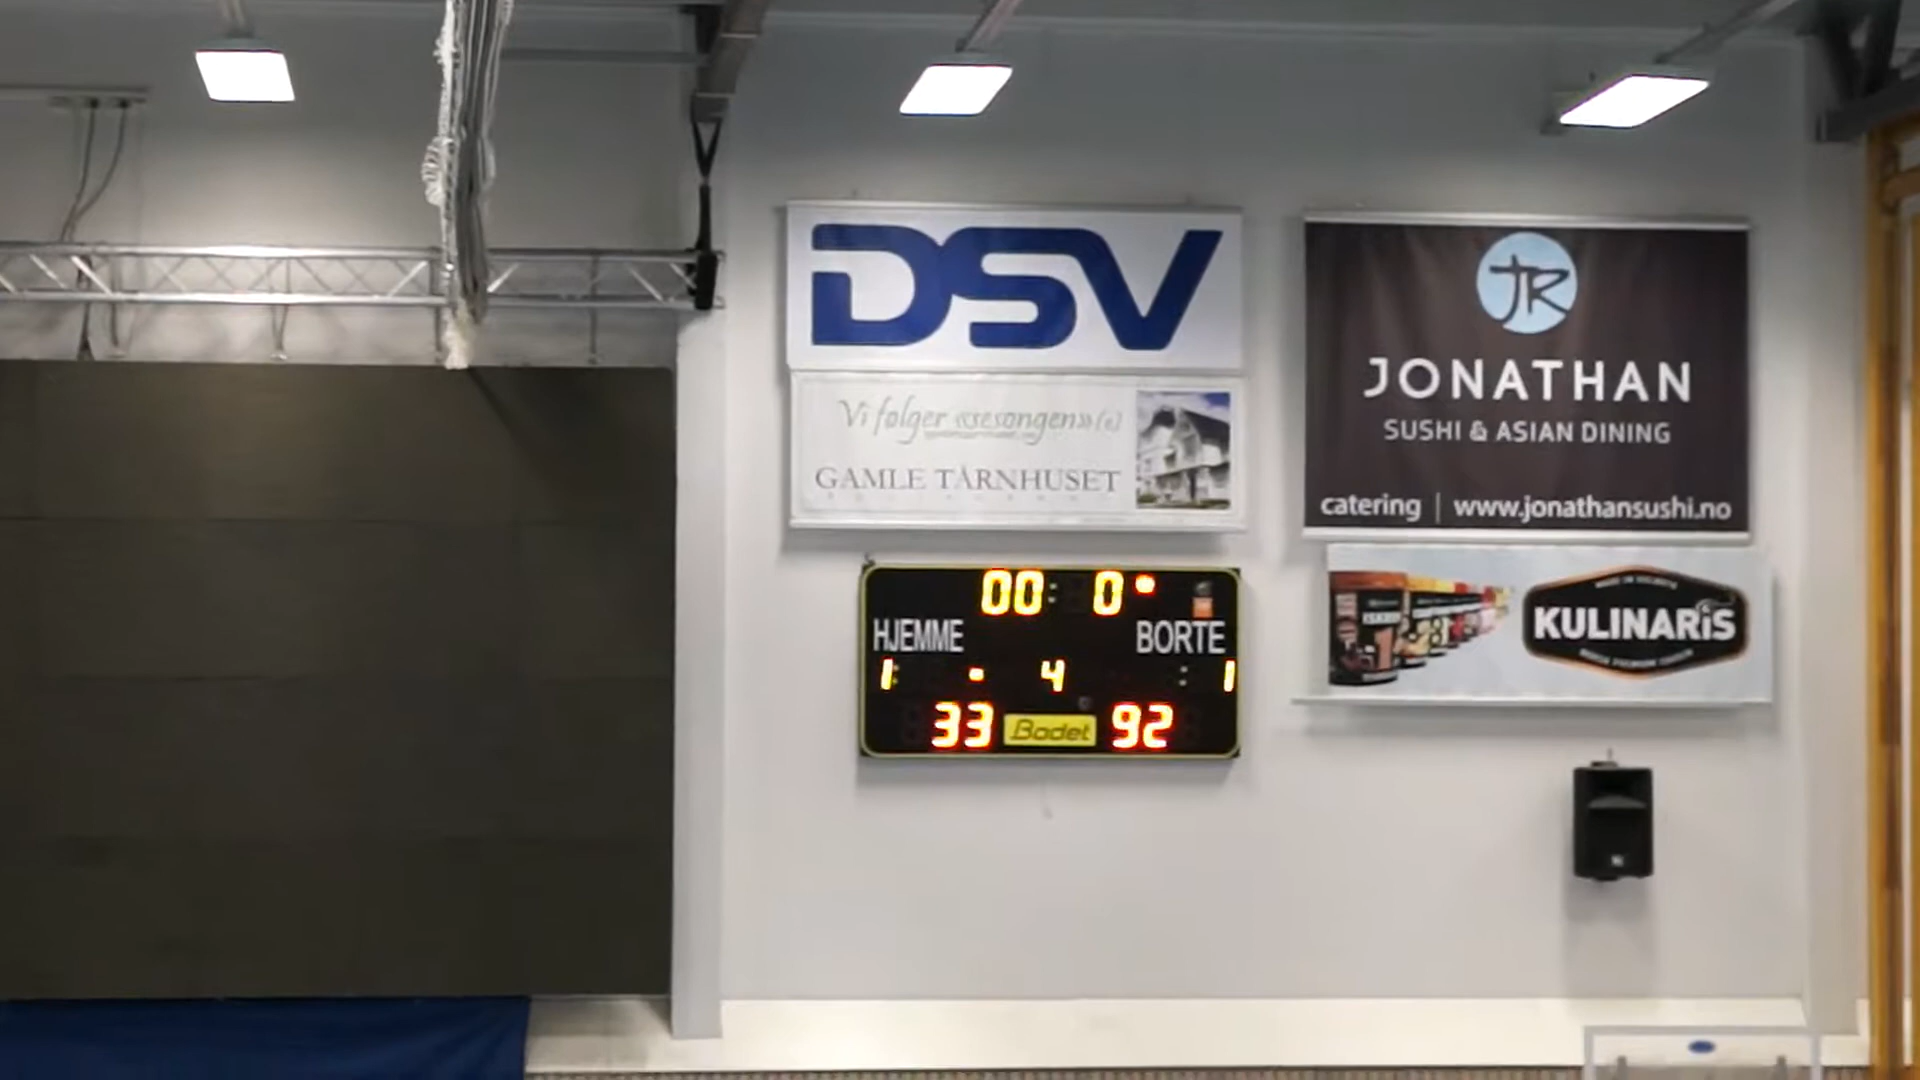 DSV
Vi følger «sesongen»(e)
GAMLE TÅRNHUSET
JR
JONATHAN
SUSHI & ASIAN DINING
catering | www.jonathansushi.no
KULINARiS
00: 0
HJEMME BORTE
1: 4 : 1
33 Bodet 92